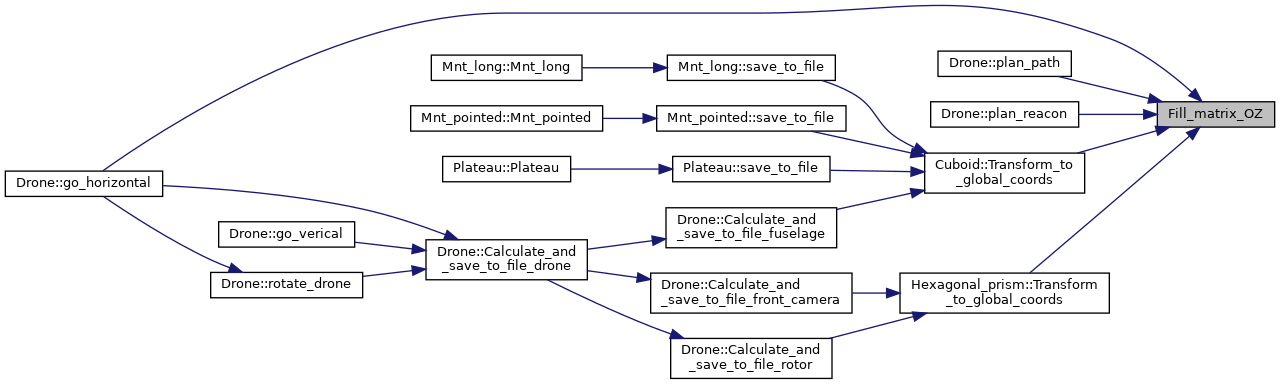 Drone::go_horizontal
Mnt_long::Mnt_long
Mnt_long::save_to_file
Mnt_pointed::Mnt_pointed
Mnt_pointed::save_to_file
Plateau::Plateau
Plateau::save_to_file
Drone::go_verical
Drone::rotate_drone
Drone::Calculate_and
_save_to_file_drone
Drone::Calculate_and
_save_to_file_fuselage
Drone::Calculate_and
_save_to_file_front_camera
Drone::Calculate_and
_save_to_file_rotor
Drone::plan_path
Drone::plan_reacon
Cuboid::Transform_to
_global_coords
Hexagonal_prism::Transform
_to_global_coords
Fill_matrix_OZ